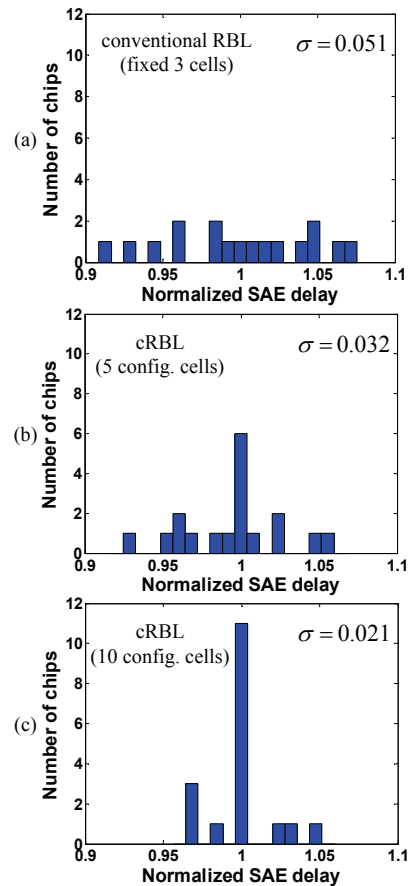 (a)
Number of chips
12
10
8
6
4
2
0
conventional RBL
(fixed 3 cells)
σ = 0.051
0.9 0.95 1 1.05 1.1
Normalized SAE delay
(b)
Number of chips
12
10
8
6
4
2
0
cRBL
(5 config. cells)
σ = 0.032
0.9 0.95 1 1.05 1.1
Normalized SAE delay
(c)
Number of chips
12
10
8
6
4
2
0
cRBL
(10 config. cells)
σ = 0.021
0.9 0.95 1 1.05 1.1
Normalized SAE delay